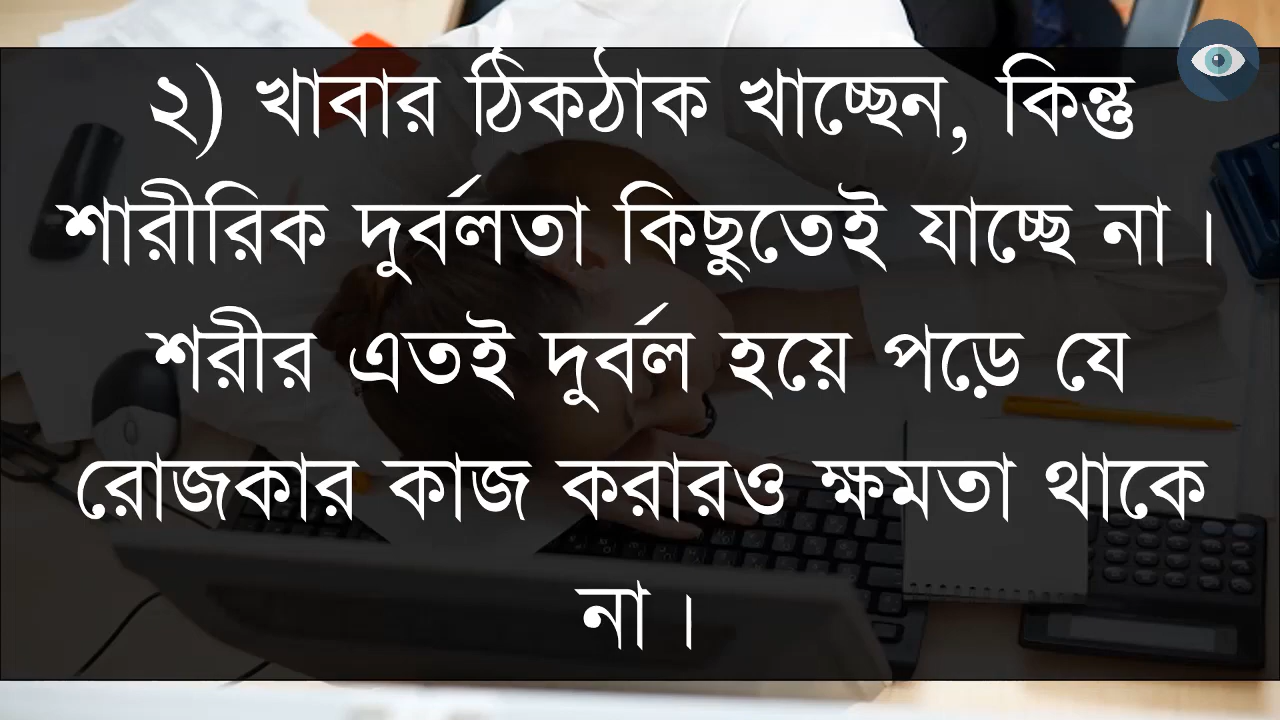 ২) খাবার ঠিকঠাক খাচ্ছেন, কিন্তু
শারীরিক দুর্বলতা কিছুতেই যাচ্ছে না।
শরীর এতই দুর্বল হয়ে পড়ে যে
রোজকার কাজ করারও ক্ষমতা থাকে
না।